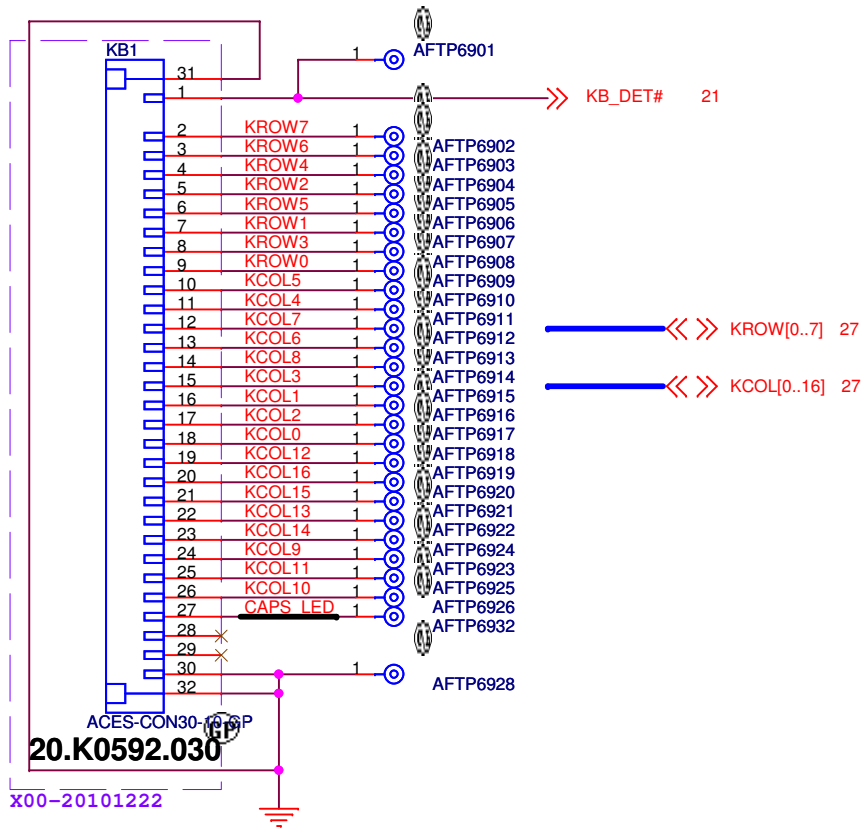 KB1
31
1 AFTP6901
1 KB_DET# 21
2 KROW7 1 AFTP6902
3 KROW6 1 AFTP6903
4 KROW4 1 AFTP6904
5 KROW2 1 AFTP6905
6 KROW5 1 AFTP6906
7 KROW1 1 AFTP6907
8 KROW3 1 AFTP6908
9 KROW0 1 AFTP6909
10 KCOL5 1 AFTP6910
11 KCOL4 1 AFTP6911
12 KCOL7 1 AFTP6912
KROW[0..7] 27
13 KCOL6 1 AFTP6913
14 KCOL8 1 AFTP6914
15 KCOL3 1 AFTP6915
KCOL[0..16] 27
16 KCOL1 1 AFTP6916
17 KCOL2 1 AFTP6917
18 KCOL0 1 AFTP6918
19 KCOL12 1 AFTP6919
20 KCOL16 1 AFTP6920
21 KCOL15 1 AFTP6921
22 KCOL13 1 AFTP6922
23 KCOL14 1 AFTP6924
24 KCOL9 1 AFTP6923
25 KCOL11 1 AFTP6925
26 KCOL10 1 AFTP6926
27 CAPS_LED 1 AFTP6932
28
29
30 1 AFTP6928
32
ACES-CON30-10-GP
GP
20.K0592.030
X00-20101222